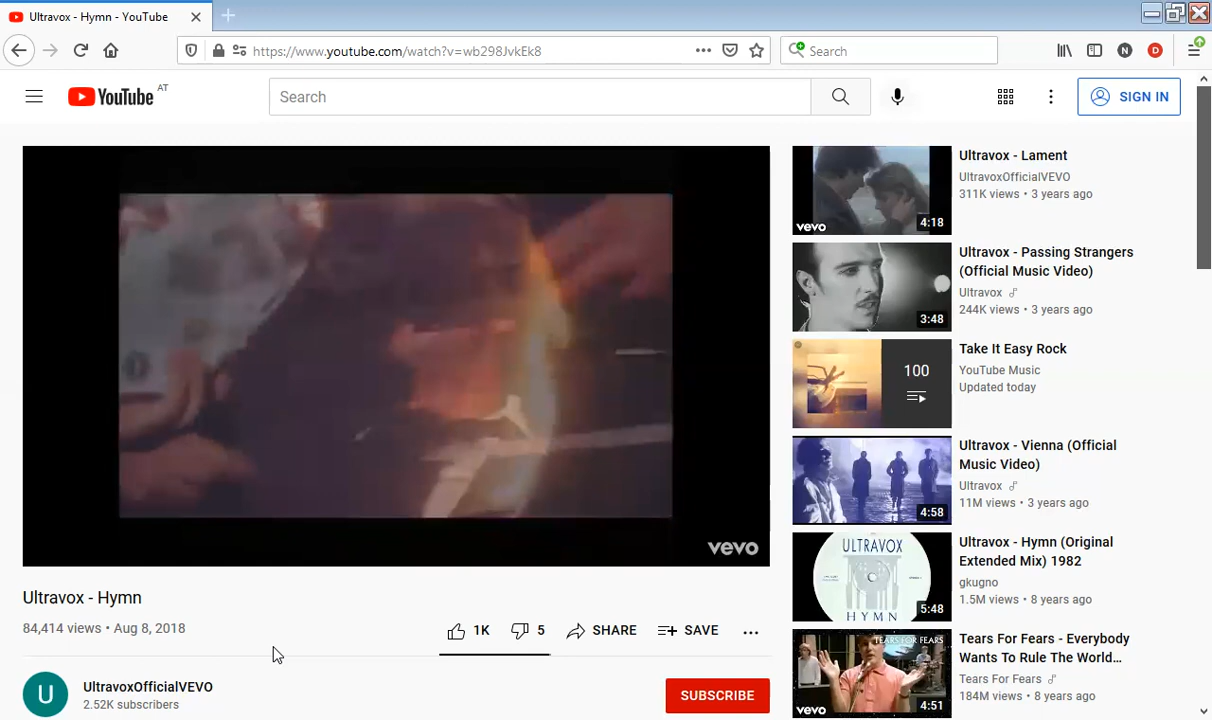 Ultravox - Hymn - YouTube
https://www.youtube.com/watch?v=wb298JvkEk8
Search
N
D
YouTube AT
Search
SIGN IN
vevo
Ultravox - Hymn
84,414 views • Aug 8, 2018
1K
5
SHARE
SAVE
U
UltravoxOfficialVEVO
2.52K subscribers
SUBSCRIBE
vevo
4:18
Ultravox - Lament
UltravoxOfficialVEVO
311K views • 3 years ago
3:48
Ultravox - Passing Strangers
(Official Music Video)
Ultravox
244K views • 3 years ago
100
Take It Easy Rock
YouTube Music
Updated today
4:58
Ultravox - Vienna (Official
Music Video)
Ultravox
11M views • 3 years ago
ULTRAVOX
HYMN
5:48
Ultravox - Hymn (Original
Extended Mix) 1982
gkugno
1.5M views • 8 years ago
TEARS FOR FEARS
vevo
4:51
Tears For Fears - Everybody
Wants To Rule The World...
Tears For Fears
184M views • 8 years ago